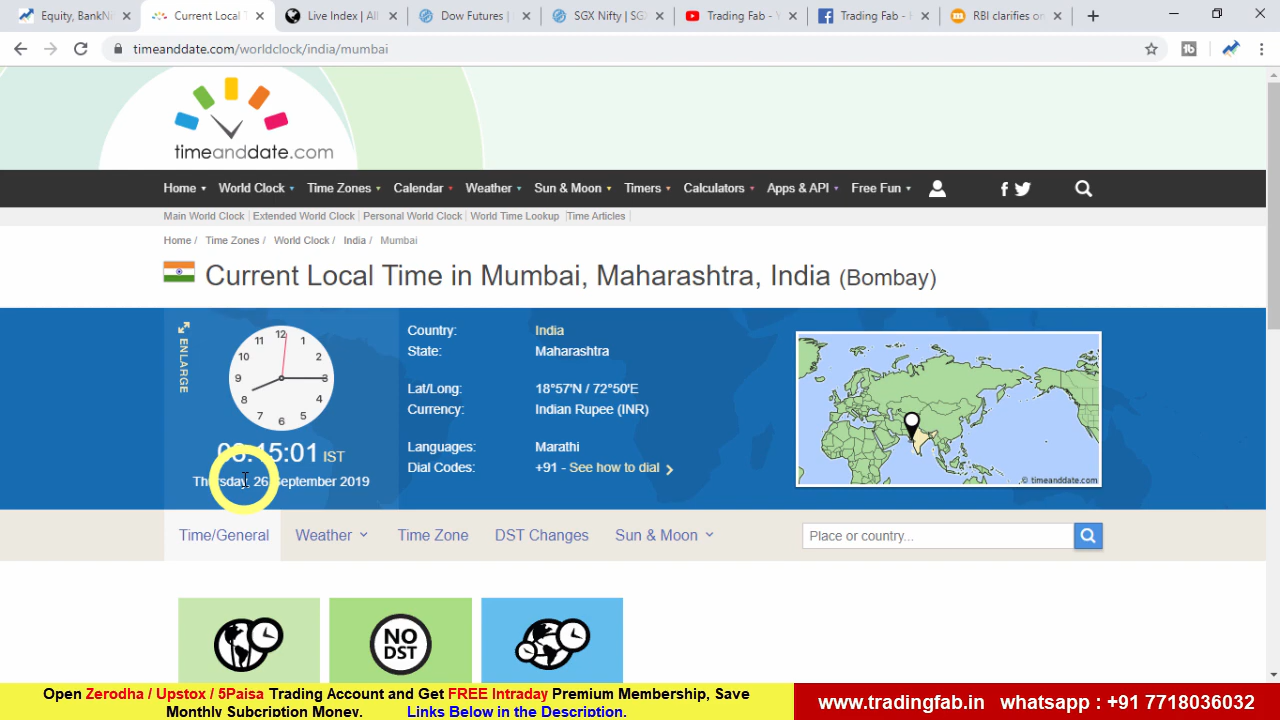 Equity, BankNi
Current Local T
Live Index | Al
Dow Futures |
SGX Nifty | SG
Trading Fab - Y
Trading Fab -
RBI clarifies on
timeanddate.com/worldclock/india/mumbai
timeanddate.com
Home World Clock Time Zones Calendar Weather Sun & Moon Timers Calculators Apps & API Free Fun
Main World Clock Extended World Clock Personal World Clock World Time Lookup Time Articles
Home / Time Zones / World Clock / India / Mumbai
Current Local Time in Mumbai, Maharashtra, India (Bombay)
ENLARGE
12 1 2 3 4 5 6 7 8 9 10 11
08:15:01 IST
Thursday, 26 September 2019
Country: India
State: Maharashtra
Lat/Long: 18°57'N / 72°50'E
Currency: Indian Rupee (INR)
Languages: Marathi
Dial Codes: +91 - See how to dial
© timeanddate.com
Time/General Weather Time Zone DST Changes Sun & Moon
Place or country...
NO
DST
Open Zerodha / Upstox / 5Paisa Trading Account and Get FREE Intraday Premium Membership, Save
Monthly Subcription Money. Links Below in the Description.
www.tradingfab.in whatsapp : +91 7718036032